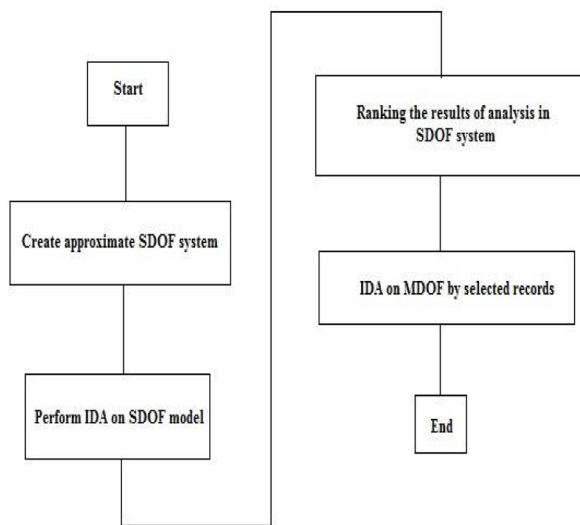 Start
Create approximate SDOF system
Perform IDA on SDOF model
Ranking the results of analysis in
SDOF system
IDA on MDOF by selected records
End